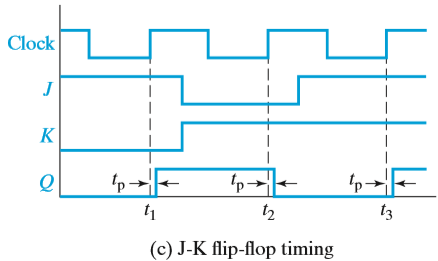 Clock
J
K
Q
tp tp tp
t1 t2 t3
(c) J-K flip-flop timing